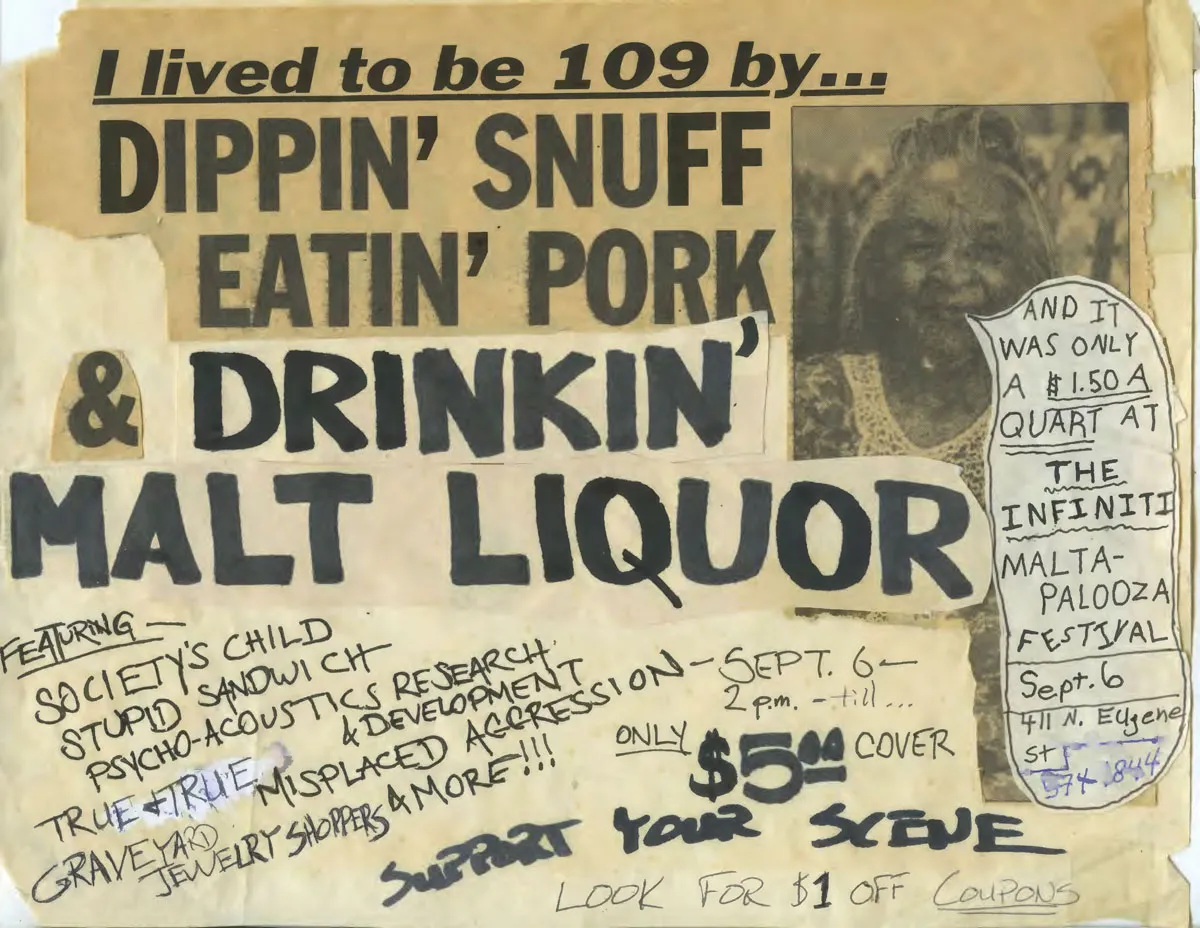 I lived to be 109 by...
DIPPIN' SNUFF
EATIN' PORK
& DRINKIN'
MALT LIQUOR
AND IT
WAS ONLY
A $1.50 A
QUART AT
THE
INFINITI
MALTA-
PALOOZA
FESTIVAL
Sept. 6
411 N. Eugene
st
574 .844
FEATURING —
SOCIETY'S CHILD
STUPID SANDWICH
PSYCHO-ACOUSTICS RESEARCH
& DEVELOPMENT
TRUE & TRUE MISPLACED AGGRESSION
GRAVEYARD
JEWELRY SHOPPERS & MORE!!!
— SEPT. 6 —
2 p.m. - till...
ONLY $5.00 COVER
SUPPORT YOUR SCENE
LOOK FOR $1 OFF COUPONS